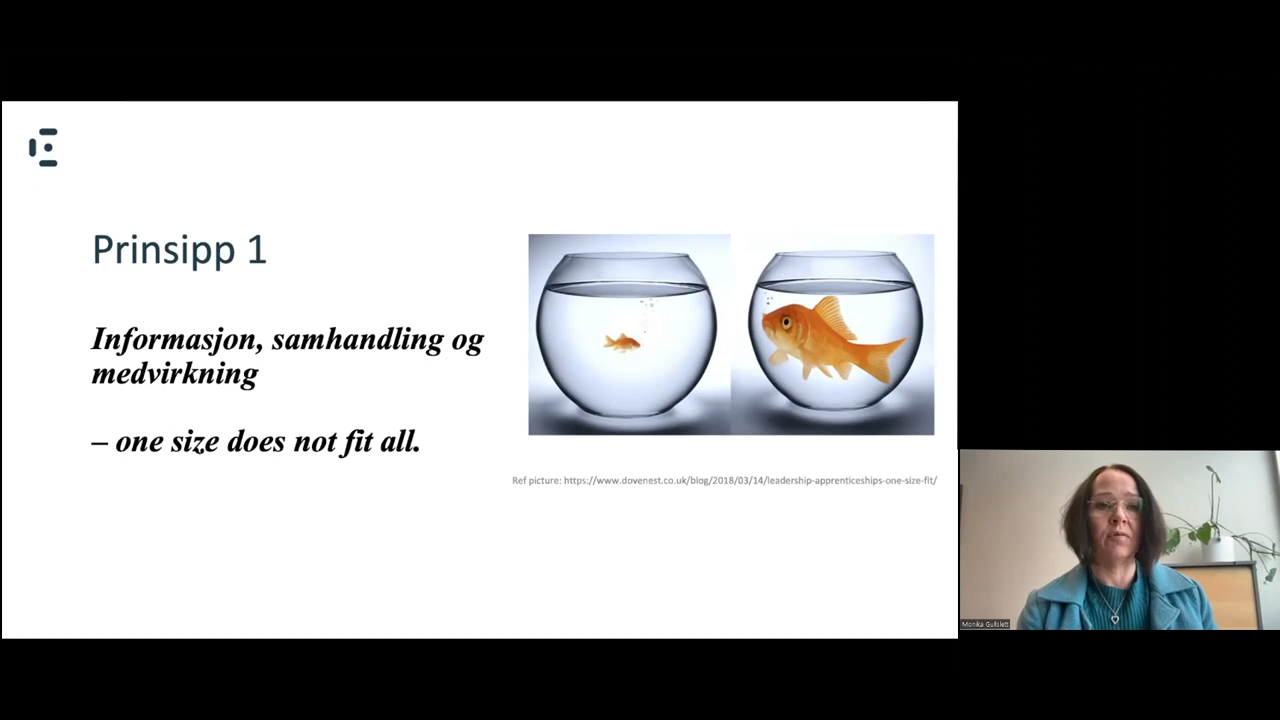 Prinsipp 1
Informasjon, samhandling og
medvirkning
– one size does not fit all.
Ref picture: https://www.dovenest.co.uk/blog/2018/03/14/leadership-apprenticeships-one-size-fit/
Monika Gullslett